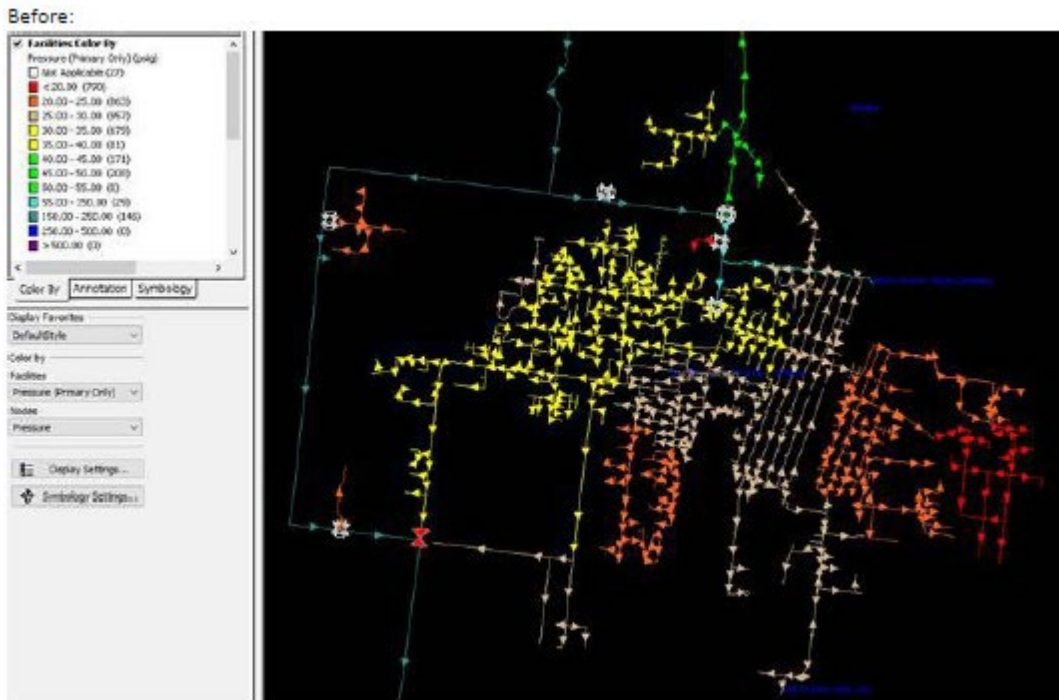 Before:
Facilities Color By
Pressure (Primary Only) (psig)
Not Applicable (27)
< 20.00 (790)
20.00 - 25.00 (863)
25.00 - 30.00 (957)
30.00 - 35.00 (679)
35.00 - 40.00 (81)
40.00 - 45.00 (171)
45.00 - 50.00 (208)
50.00 - 55.00 (0)
55.00 - 150.00 (29)
150.00 - 250.00 (146)
250.00 - 500.00 (0)
> 500.00 (0)
Color By Annotation Symbology
Display Favorites
DefaultStyle
Color by
Facilities
Pressure (Primary Only)
Nodes
Pressure
Display Settings...
Symbology Settings...